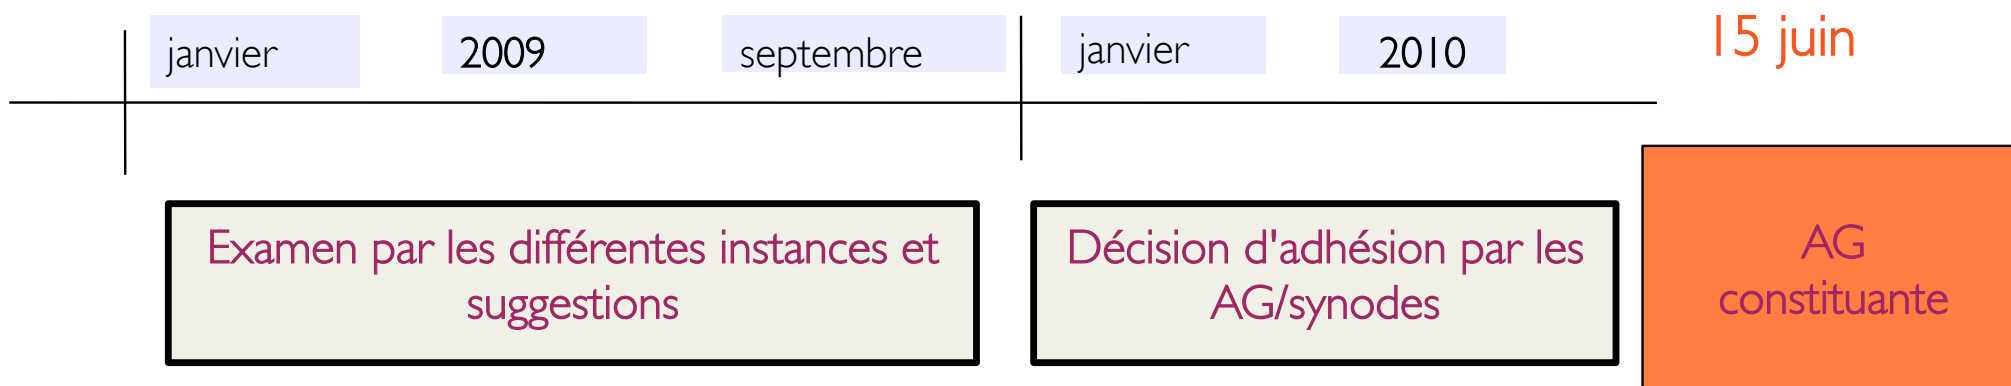 janvier 2009 septembre janvier 2010 15 juin
Examen par les différentes instances et
suggestions
Décision d'adhésion par les
AG/synodes
AG
constituante